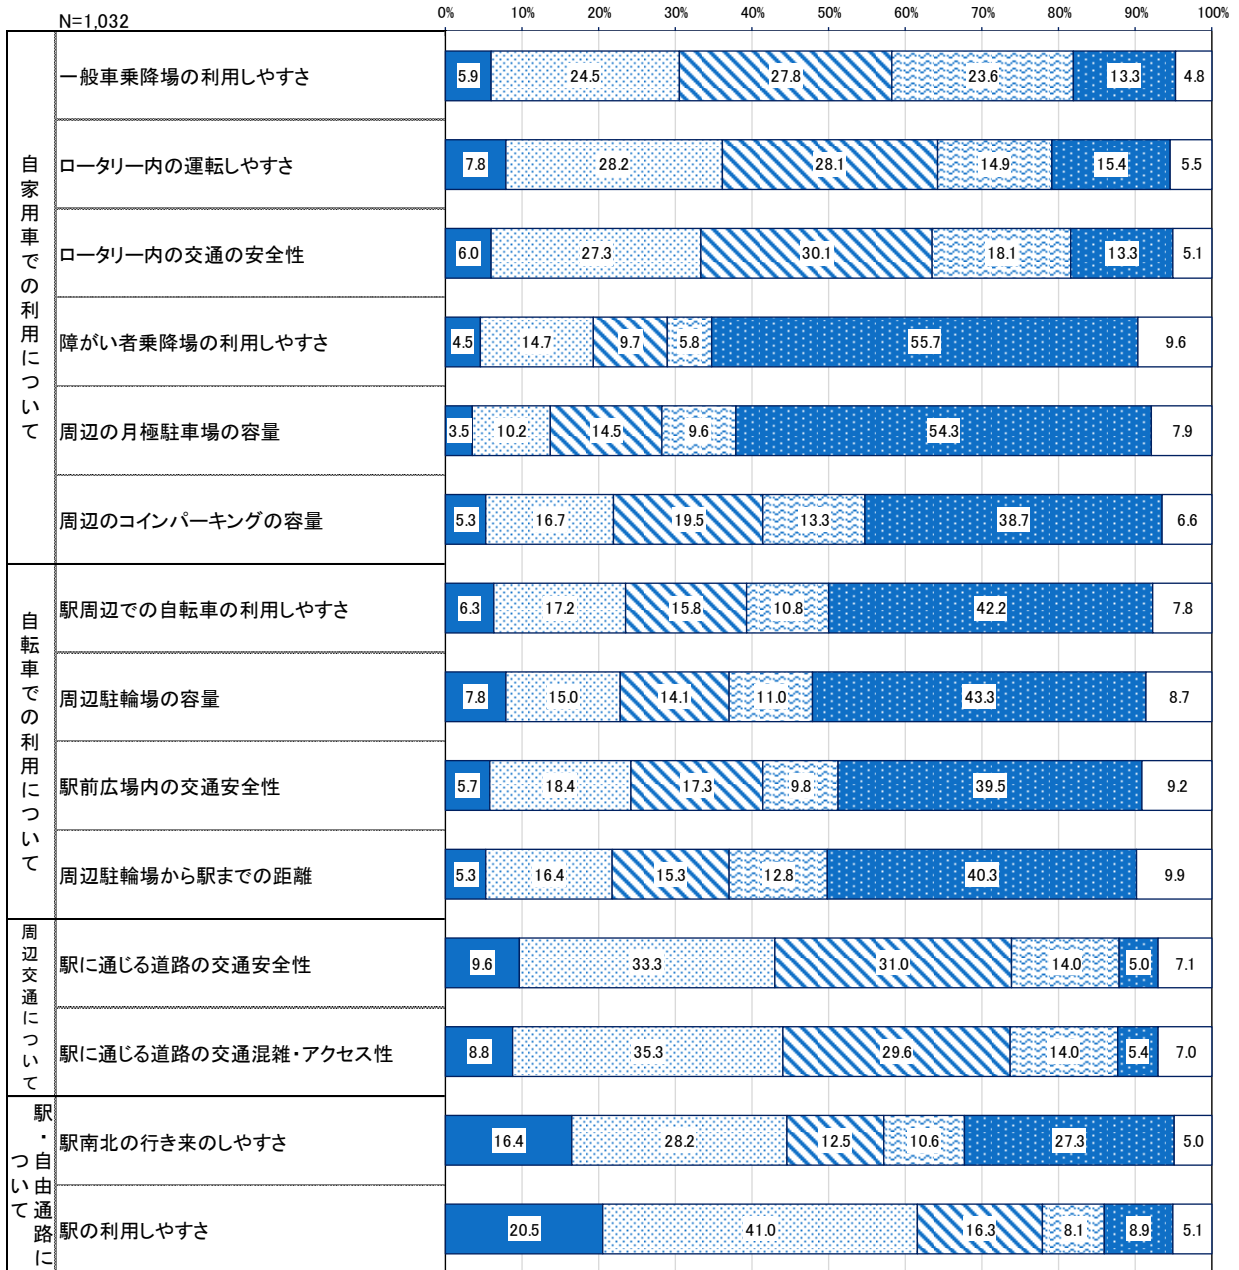 N=1,032
0% 10% 20% 30% 40% 50% 60% 70% 80% 90% 100%
自家用車での利用について
一般車乗降場の利用しやすさ
5.9 24.5 27.8 23.6 13.3 4.8
ロータリー内の運転しやすさ
7.8 28.2 28.1 14.9 15.4 5.5
ロータリー内の交通の安全性
6.0 27.3 30.1 18.1 13.3 5.1
障がい者乗降場の利用しやすさ
4.5 14.7 9.7 5.8 55.7 9.6
周辺の月極駐車場の容量
3.5 10.2 14.5 9.6 54.3 7.9
周辺のコインパーキングの容量
5.3 16.7 19.5 13.3 38.7 6.6
自転車での利用について
駅周辺での自転車の利用しやすさ
6.3 17.2 15.8 10.8 42.2 7.8
周辺駐輪場の容量
7.8 15.0 14.1 11.0 43.3 8.7
駅前広場内の交通安全性
5.7 18.4 17.3 9.8 39.5 9.2
周辺駐輪場から駅までの距離
5.3 16.4 15.3 12.8 40.3 9.9
周辺交通について
駅に通じる道路の交通安全性
9.6 33.3 31.0 14.0 5.0 7.1
駅に通じる道路の交通混雑・アクセス性
8.8 35.3 29.6 14.0 5.4 7.0
駅・自由通路に
ついて
駅南北の行き来のしやすさ
16.4 28.2 12.5 10.6 27.3 5.0
駅の利用しやすさ
20.5 41.0 16.3 8.1 8.9 5.1